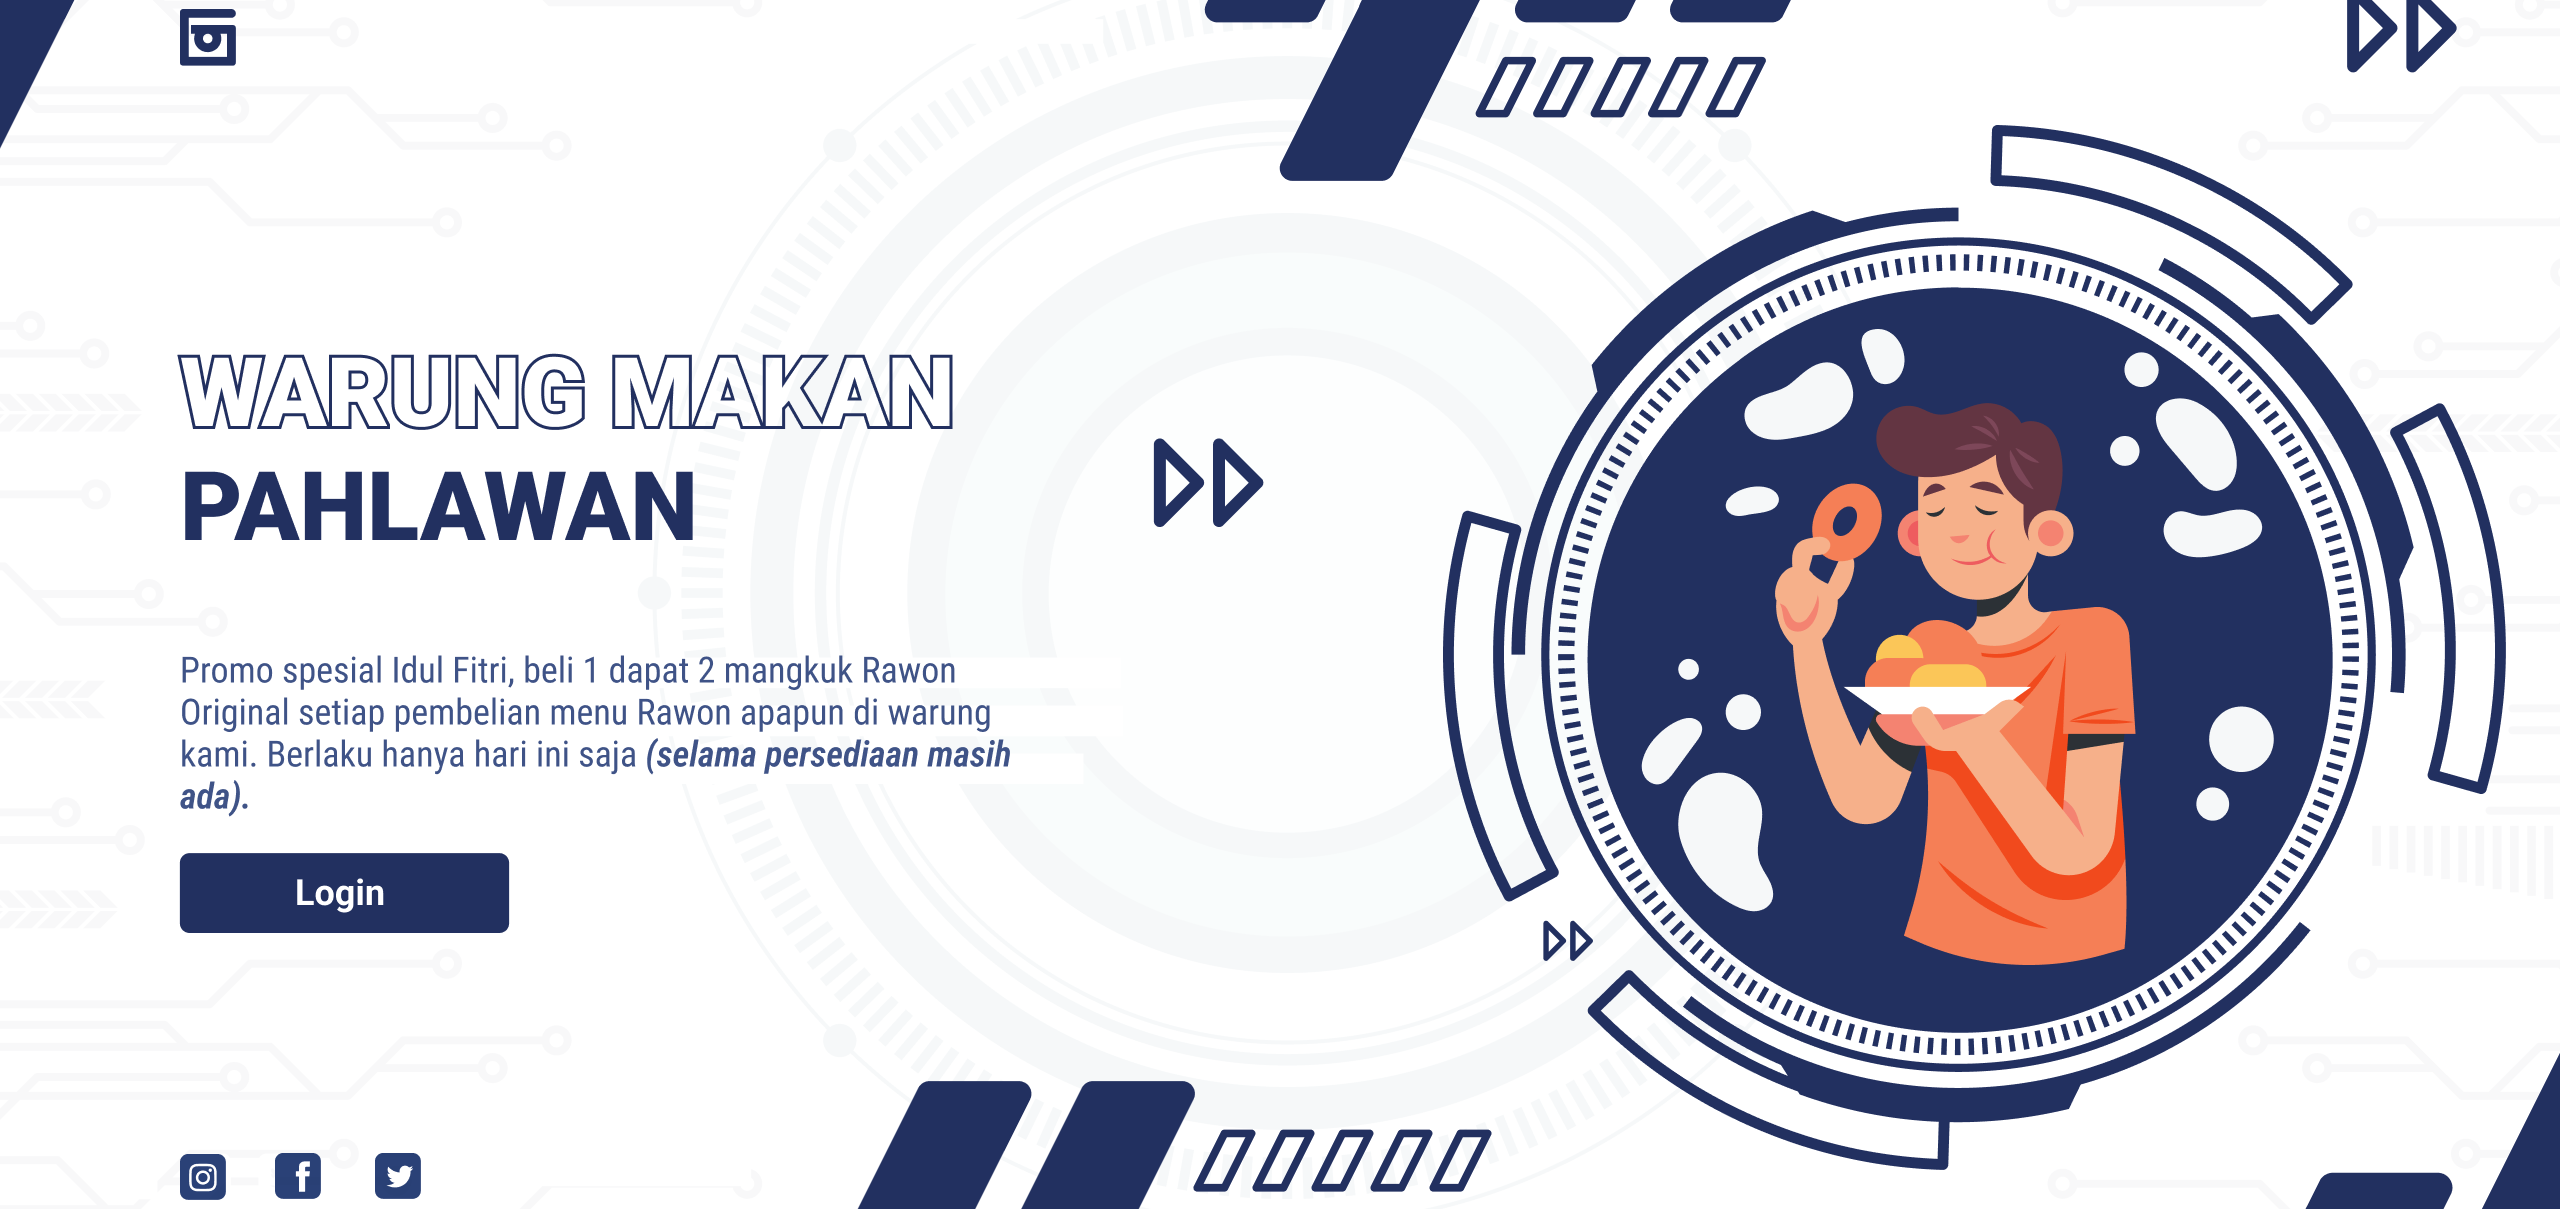 WARUNG MAKAN
PAHLAWAN
Promo spesial Idul Fitri, beli 1 dapat 2 mangkuk Rawon
Original setiap pembelian menu Rawon apapun di warung
kami. Berlaku hanya hari ini saja (selama persediaan masih
ada).
Login